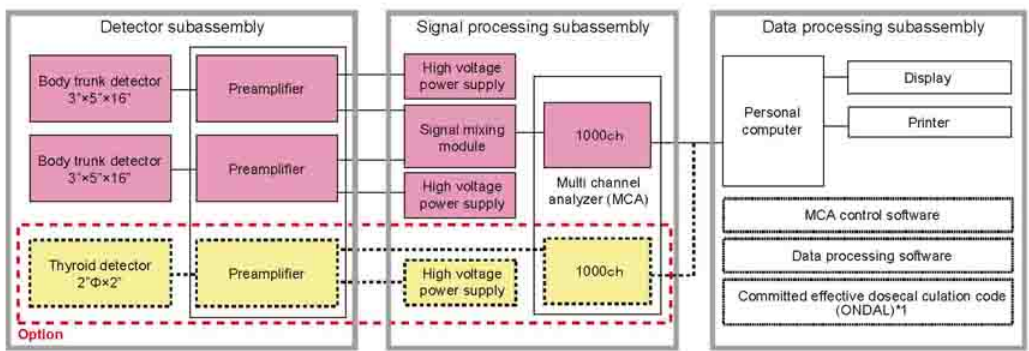 Detector subassembly
Body trunk detector
3"×5"×16"
Preamplifier
Body trunk detector
3"×5"×16"
Preamplifier
Thyroid detector
2"Φ×2"
Preamplifier
Option
Signal processing subassembly
High voltage
power supply
Signal mixing
module
High voltage
power supply
1000ch
Multi channel
analyzer (MCA)
High voltage
power supply
1000ch
Data processing subassembly
Personal
computer
Display
Printer
MCA control software
Data processing software
Committed effective dosecal culation code
(ONDAL)*1